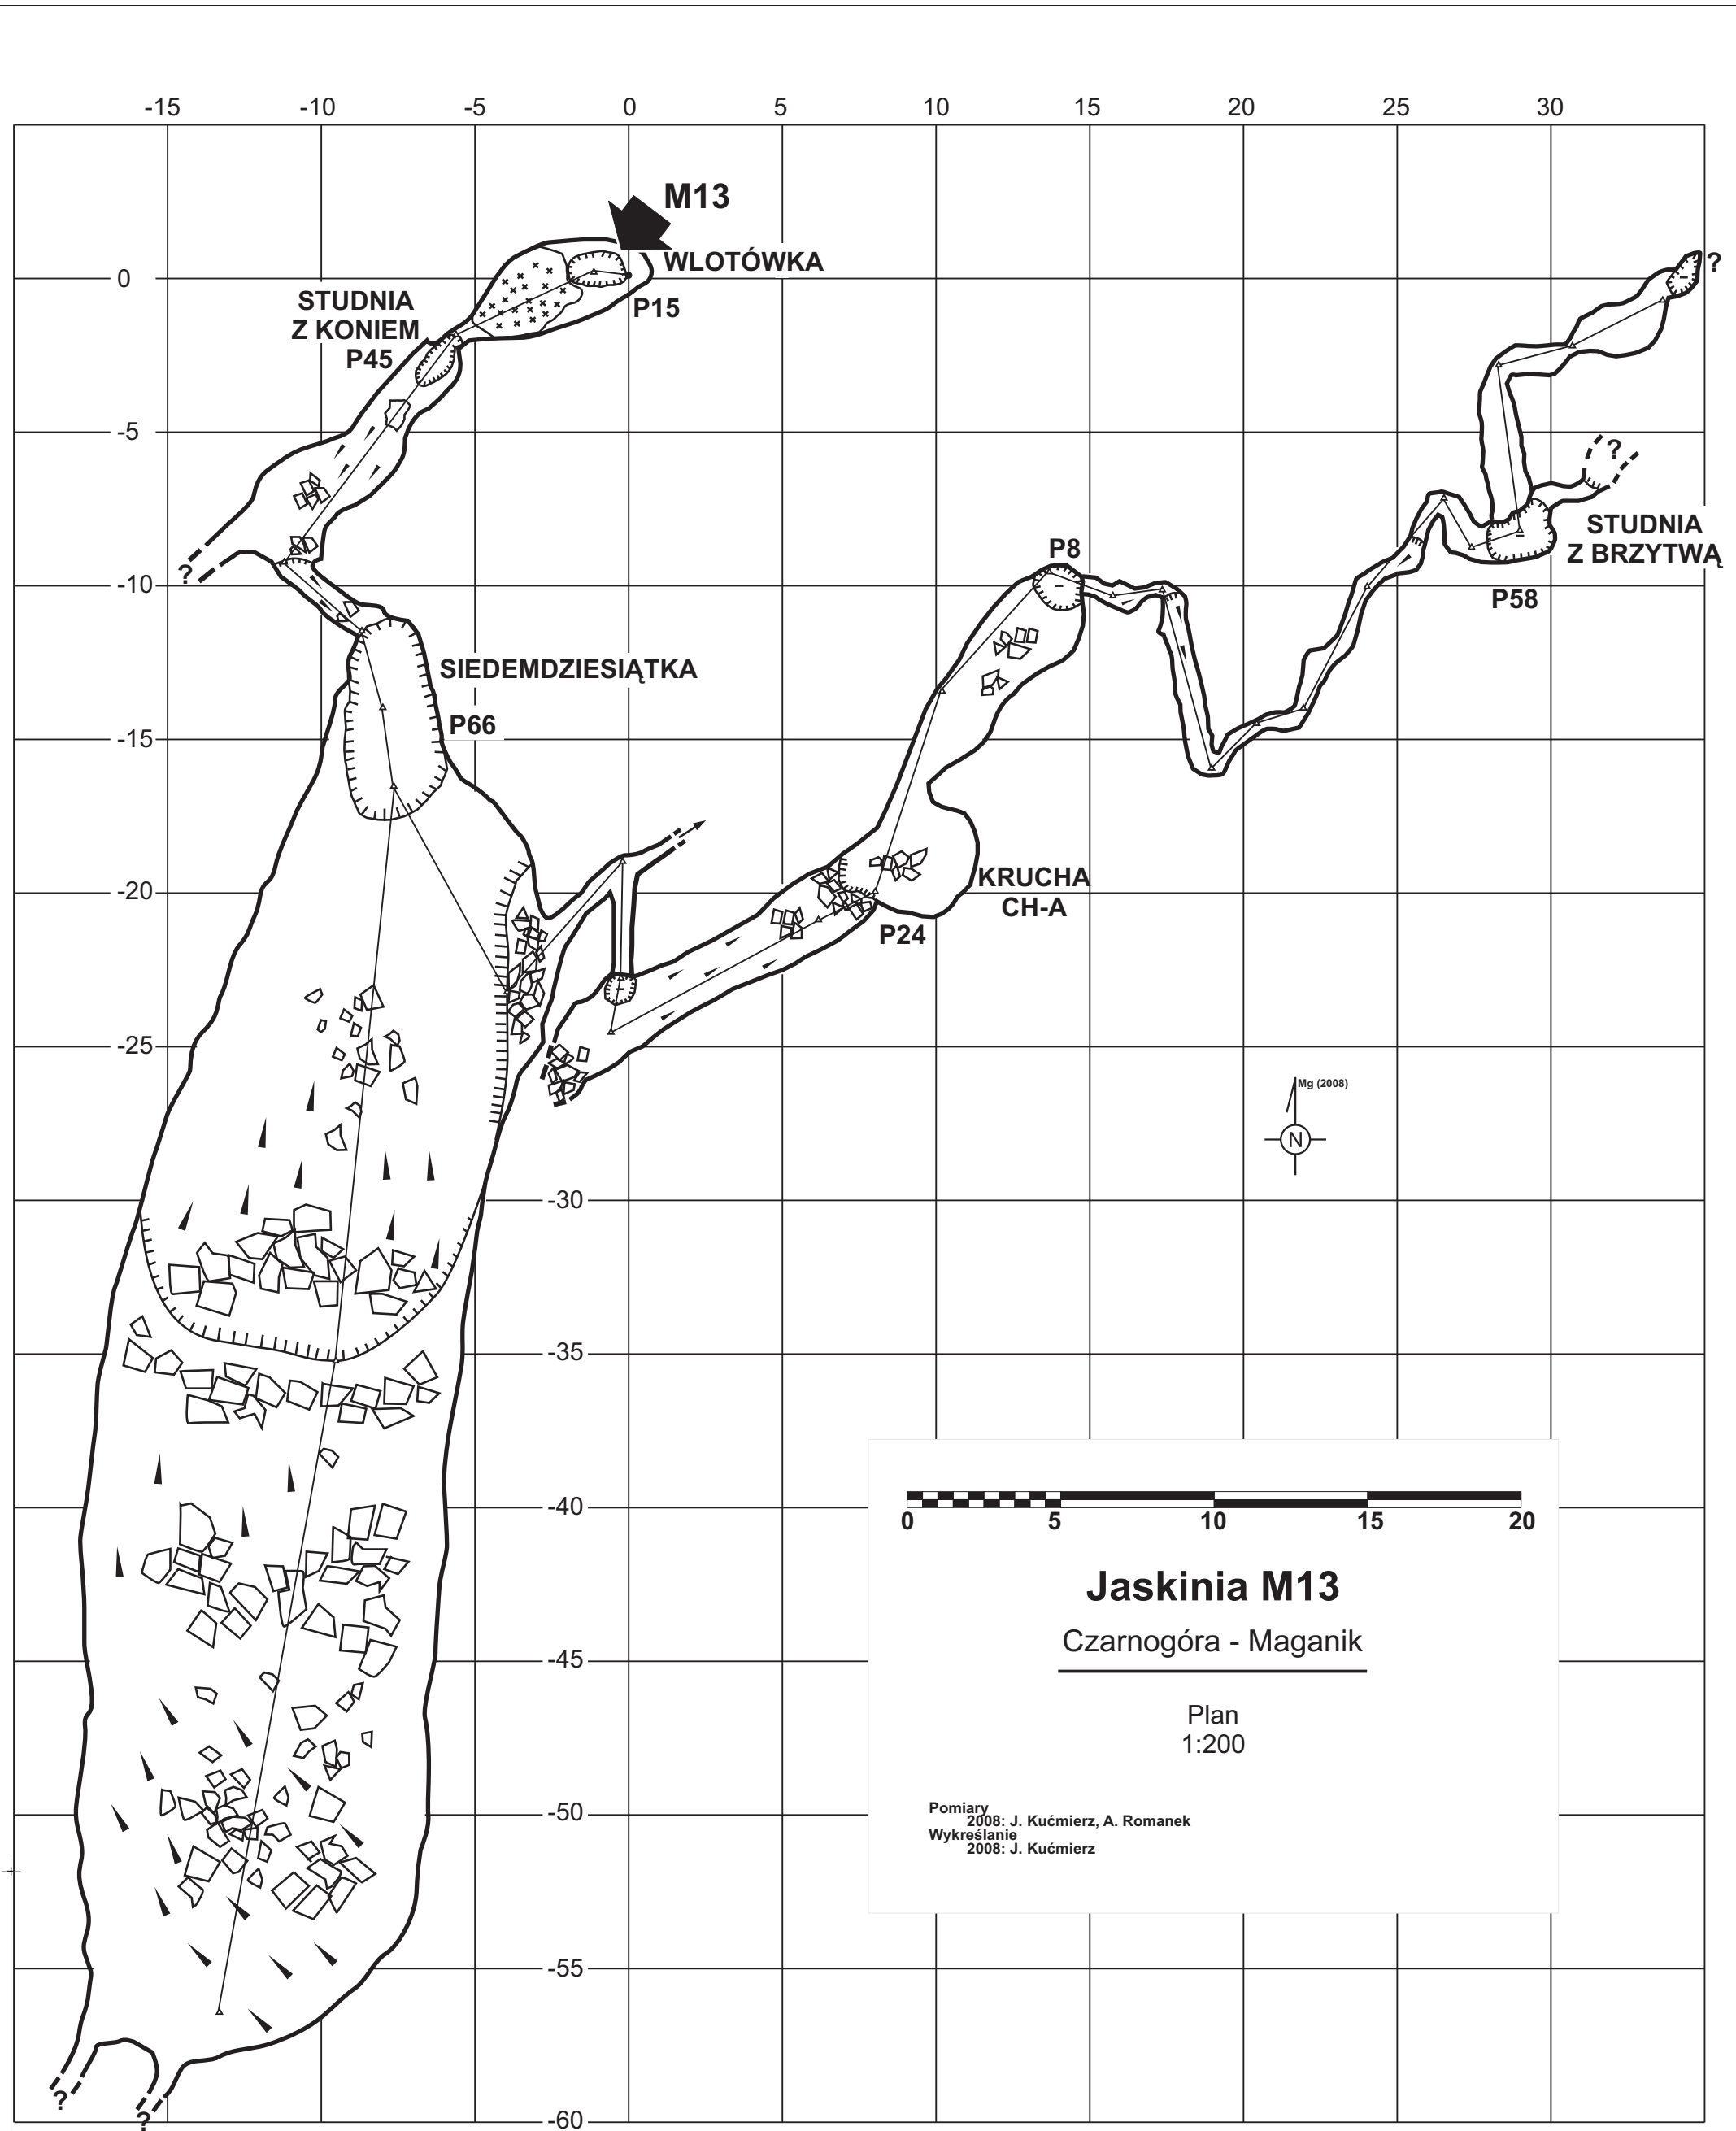 -15 -10 -5 0 5 10 15 20 25 30
M13
WLOTÓWKA
?
0
STUDNIA
Z KONIEM
P45
P15
-5
?
STUDNIA
Z BRZYTWĄ
P58
P8
?
-10
SIEDEMDZIESIĄTKA
P66
-15
-20
KRUCHA
CH-A
P24
-25
Mg (2008)
N
-30
-35
-40
0 5 10 15 20
Jaskinia M13
Czarnogóra - Maganik
-45
Plan
1:200
-50
Pomiary
2008: J. Kućmierz, A. Romanek
Wykreślanie
2008: J. Kućmierz
-55
?
?
-60